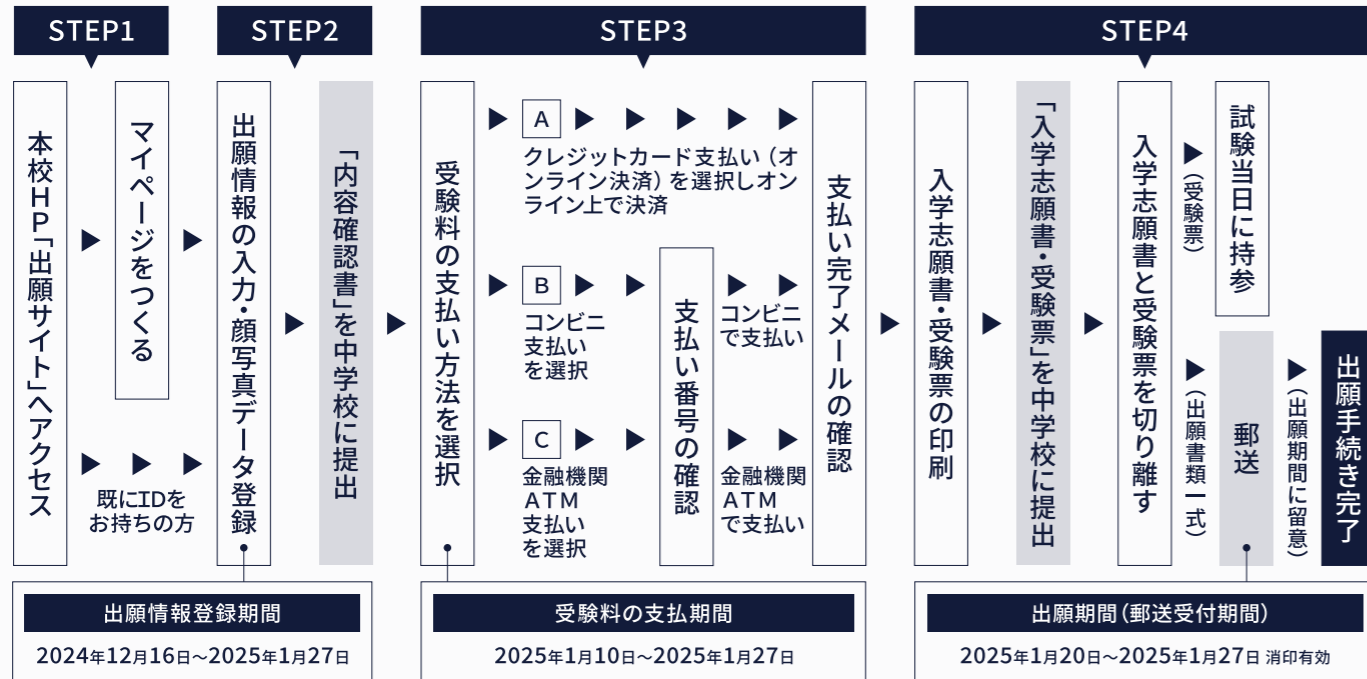 STEP1
本校HP「出願サイト」へアクセス
マイページをつくる
既にIDを
お持ちの方
STEP2
出願情報の入力・顔写真データ登録
「内容確認書」を中学校に提出
出願情報登録期間
2024年12月16日～2025年1月27日
STEP3
受験料の支払い方法を選択
A
クレジットカード支払い（オ
ンライン決済）を選択しオン
ライン上で決済
B
コンビニ
支払い
を選択
C
金融機関
ATM
支払い
を選択
支払い番号の確認
コンビニ
で支払い
金融機関
ATM
で支払い
支払い完了メールの確認
受験料の支払期間
2025年1月10日～2025年1月27日
STEP4
入学志願書・受験票の印刷
「入学志願書・受験票」を中学校に提出
入学志願書と受験票を切り離す
（受験票）
試験当日に持参
（出願書類一式）
郵送
（出願期間に留意）
出願手続き完了
出願期間（郵送受付期間）
2025年1月20日～2025年1月27日 消印有効